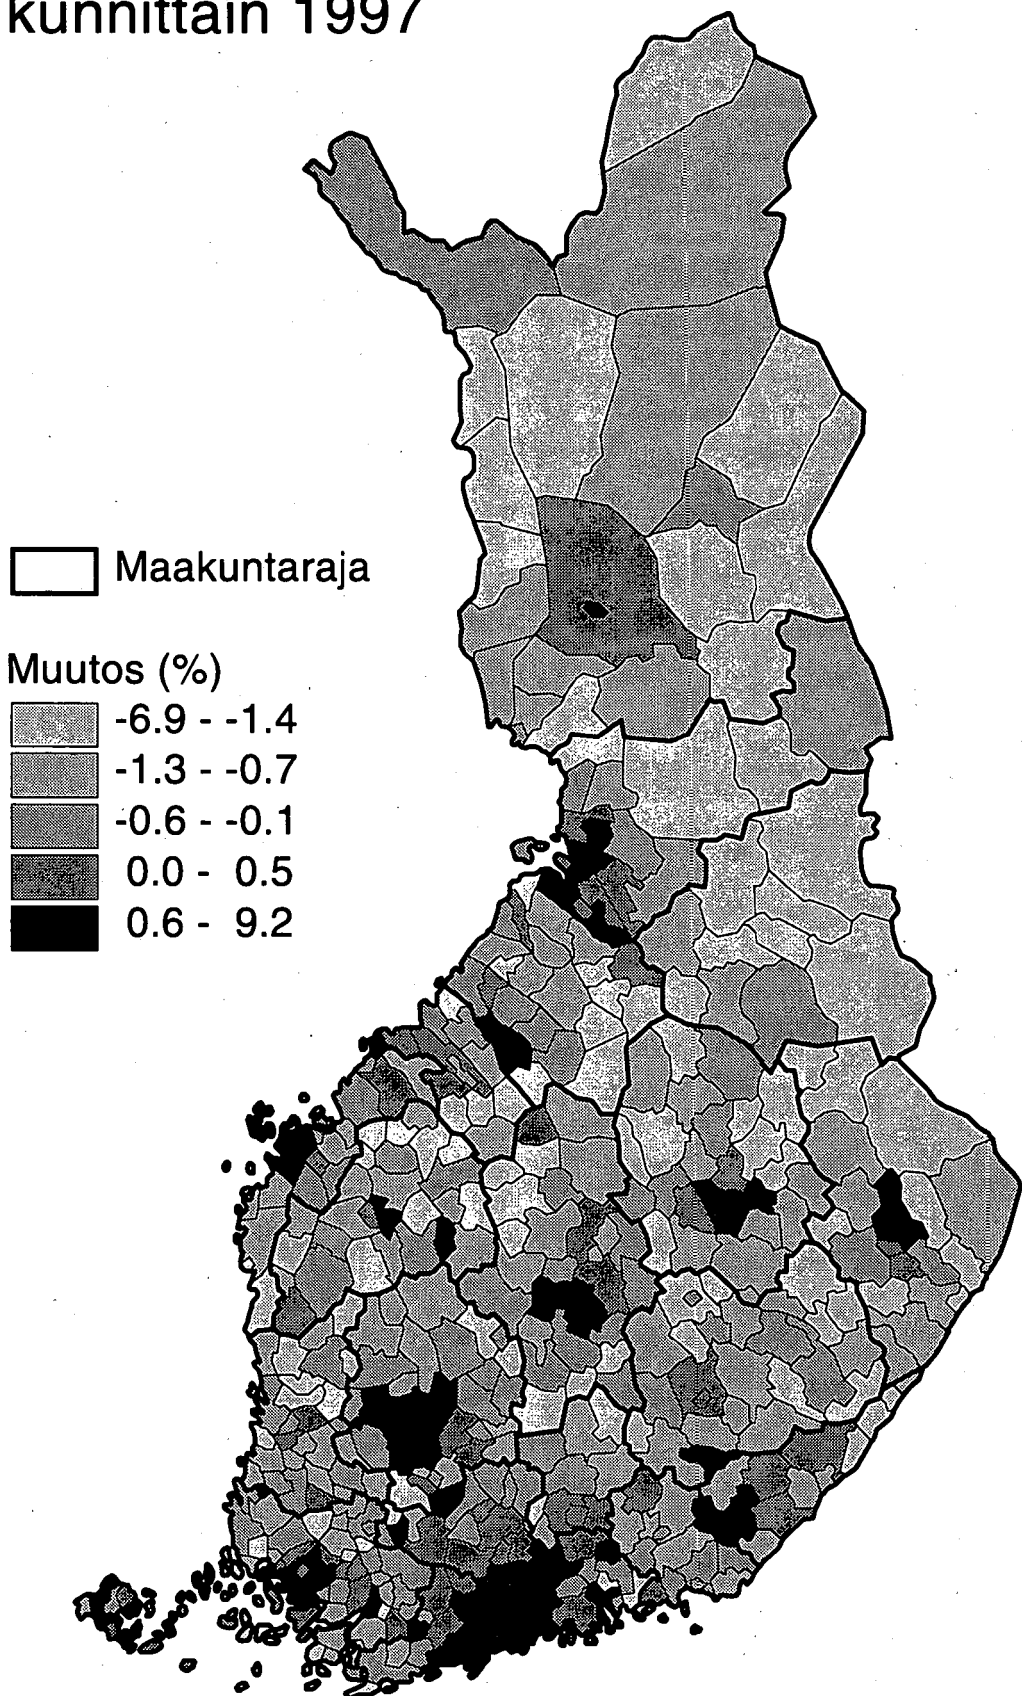 kunnittain 1997
Maakuntaraja
Muutos (%)
-6.9 - -1.4
-1.3 - -0.7
-0.6 - -0.1
0.0 - 0.5
0.6 - 9.2